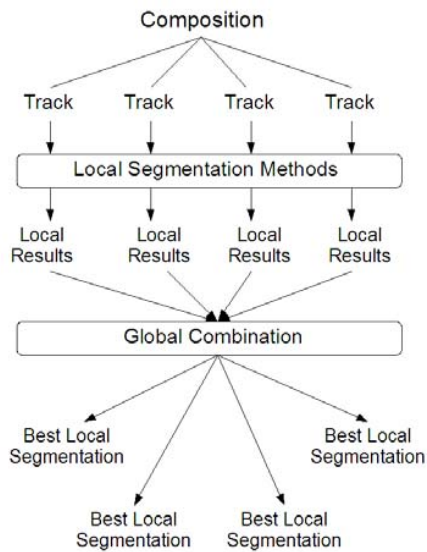 Composition
Track Track Track Track
Local Segmentation Methods
Local Local Local Local
Results Results Results Results
Global Combination
Best Local
Segmentation
Best Local
Segmentation
Best Local
Segmentation
Best Local
Segmentation